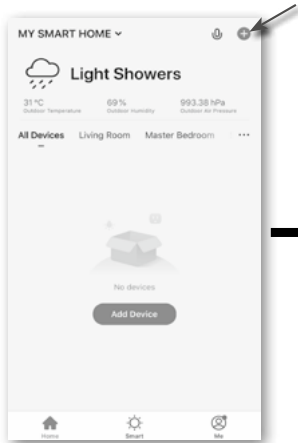 MY SMART HOME
Light Showers
31 °C 69% 993.38 hPa
Outdoor Temperature Outdoor Humidity Outdoor Air Pressure
All Devices Living Room Master Bedroom ...
No devices
Add Device
Home Smart Me